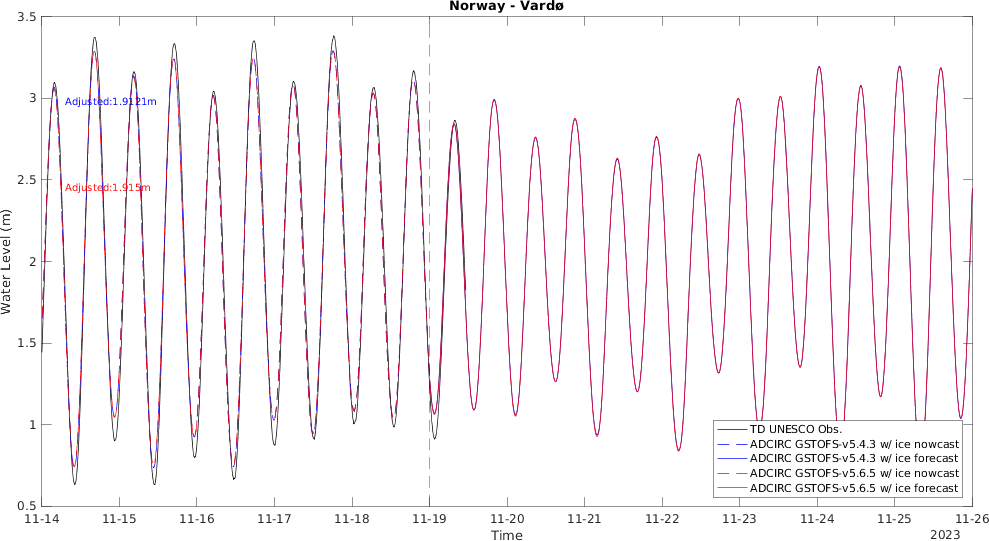 Norway - Vardø
3.5
3
2.5
2
1.5
1
0.5
Water Level (m)
Adjusted:1.9121m
Adjusted:1.915m
TD UNESCO Obs.
ADCIRC GSTOFS-v5.4.3 w/ ice nowcast
ADCIRC GSTOFS-v5.4.3 w/ ice forecast
ADCIRC GSTOFS-v5.6.5 w/ ice nowcast
ADCIRC GSTOFS-v5.6.5 w/ ice forecast
11-14 11-15 11-16 11-17 11-18 11-19 11-20 11-21 11-22 11-23 11-24 11-25 11-26
Time
2023